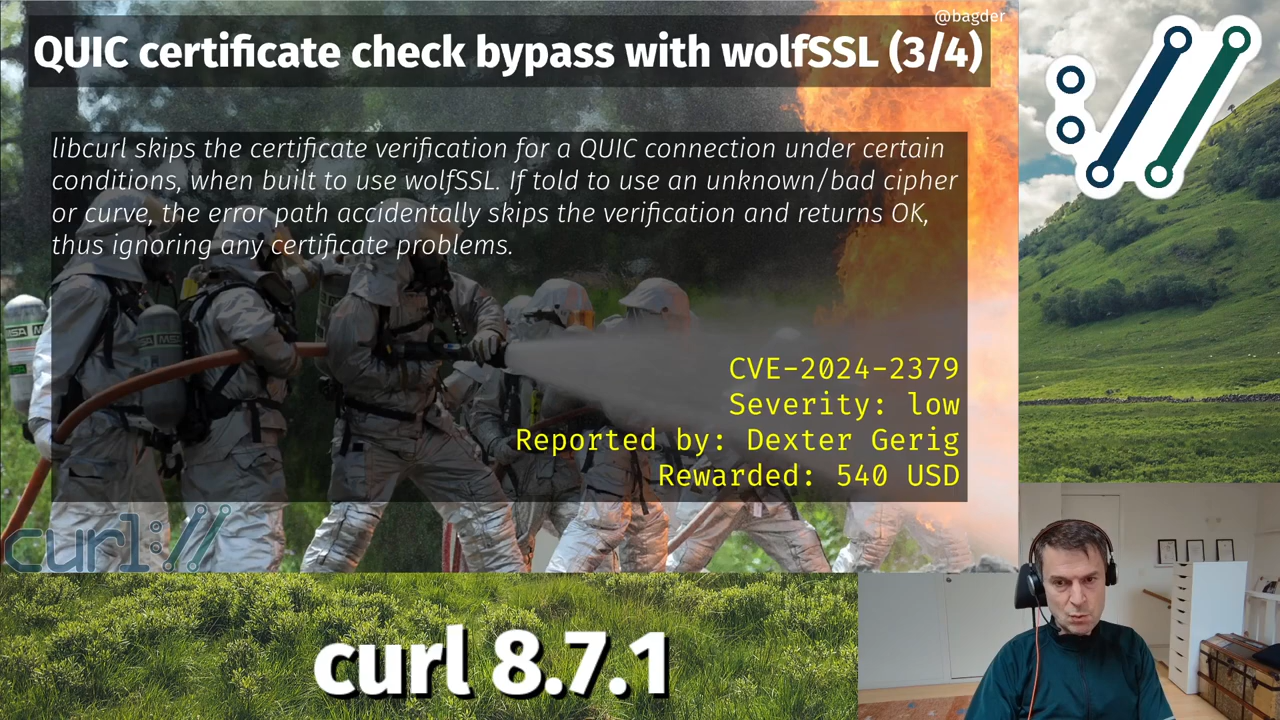 @bagder
QUIC certificate check bypass with wolfSSL (3/4)
libcurl skips the certificate verification for a QUIC connection under certain
conditions, when built to use wolfSSL. If told to use an unknown/bad cipher
or curve, the error path accidentally skips the verification and returns OK,
thus ignoring any certificate problems.
MSA
MSA
CVE-2024-2379
Severity: low
Reported by: Dexter Gerig
Rewarded: 540 USD
curl://
curl 8.7.1